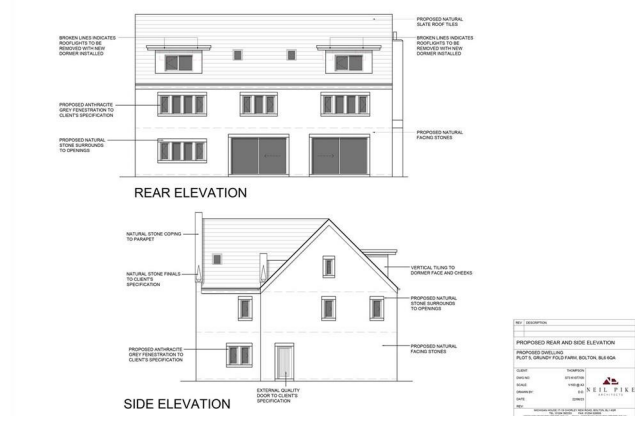 PROPOSED NATURAL
SLATE ROOF TILES
BROKEN LINES INDICATES
ROOFLIGHTS TO BE
REMOVED WITH NEW
DORMER INSTALLED
BROKEN LINES INDICATES
ROOFLIGHTS TO BE
REMOVED WITH NEW
DORMER INSTALLED
PROPOSED ANTHRACITE
GREY FENESTRATION TO
CLIENT'S SPECIFICATION
PROPOSED NATURAL
STONE SURROUNDS
TO OPENINGS
PROPOSED NATURAL
FACING STONES
REAR ELEVATION
NATURAL STONE COPING
TO PARAPET
NATURAL STONE FINIALS
TO CLIENT'S
SPECIFICATION
VERTICAL TILING TO
DORMER FACE AND CHEEKS
PROPOSED NATURAL
STONE SURROUNDS
TO OPENINGS
PROPOSED ANTHRACITE
GREY FENESTRATION TO
CLIENT'S SPECIFICATION
PROPOSED NATURAL
FACING STONES
EXTERNAL QUALITY
DOOR TO CLIENT'S
SPECIFICATION
SIDE ELEVATION
REV DESCRIPTION
PROPOSED REAR AND SIDE ELEVATION
PROPOSED DWELLING
PLOT 5, GRUNDY FOLD FARM, BOLTON, BL6 6QA
CLIENT THOMPSON
DWG NO
SCALE
DRAWN BY
NEIL PIKE
ARCHITECTS
DATE
REV